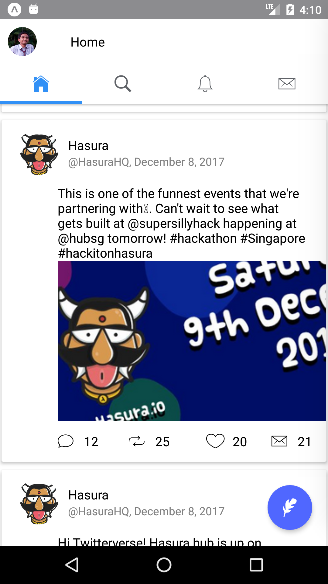 LTE 4:10
Home
Hasura
@HasuraHQ, December 8, 2017
This is one of the funnest events that we're
partnering with. Can't wait to see what
gets built at @supersillyhack happening at
@hubsg tomorrow! #hackathon #Singapore
#hackitonhasura
9th Dece
201
Hasura.io
12 25 20 21
Hasura
@HasuraHQ, December 8, 2017
Hi Twitterverse! Hasura hub is up on